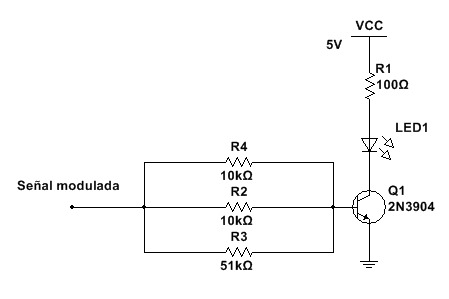 VCC
5V
R1
100Ω
LED1
R4
10kΩ
Señal modulada
Q1
R2
2N3904
10kΩ
R3
51kΩ